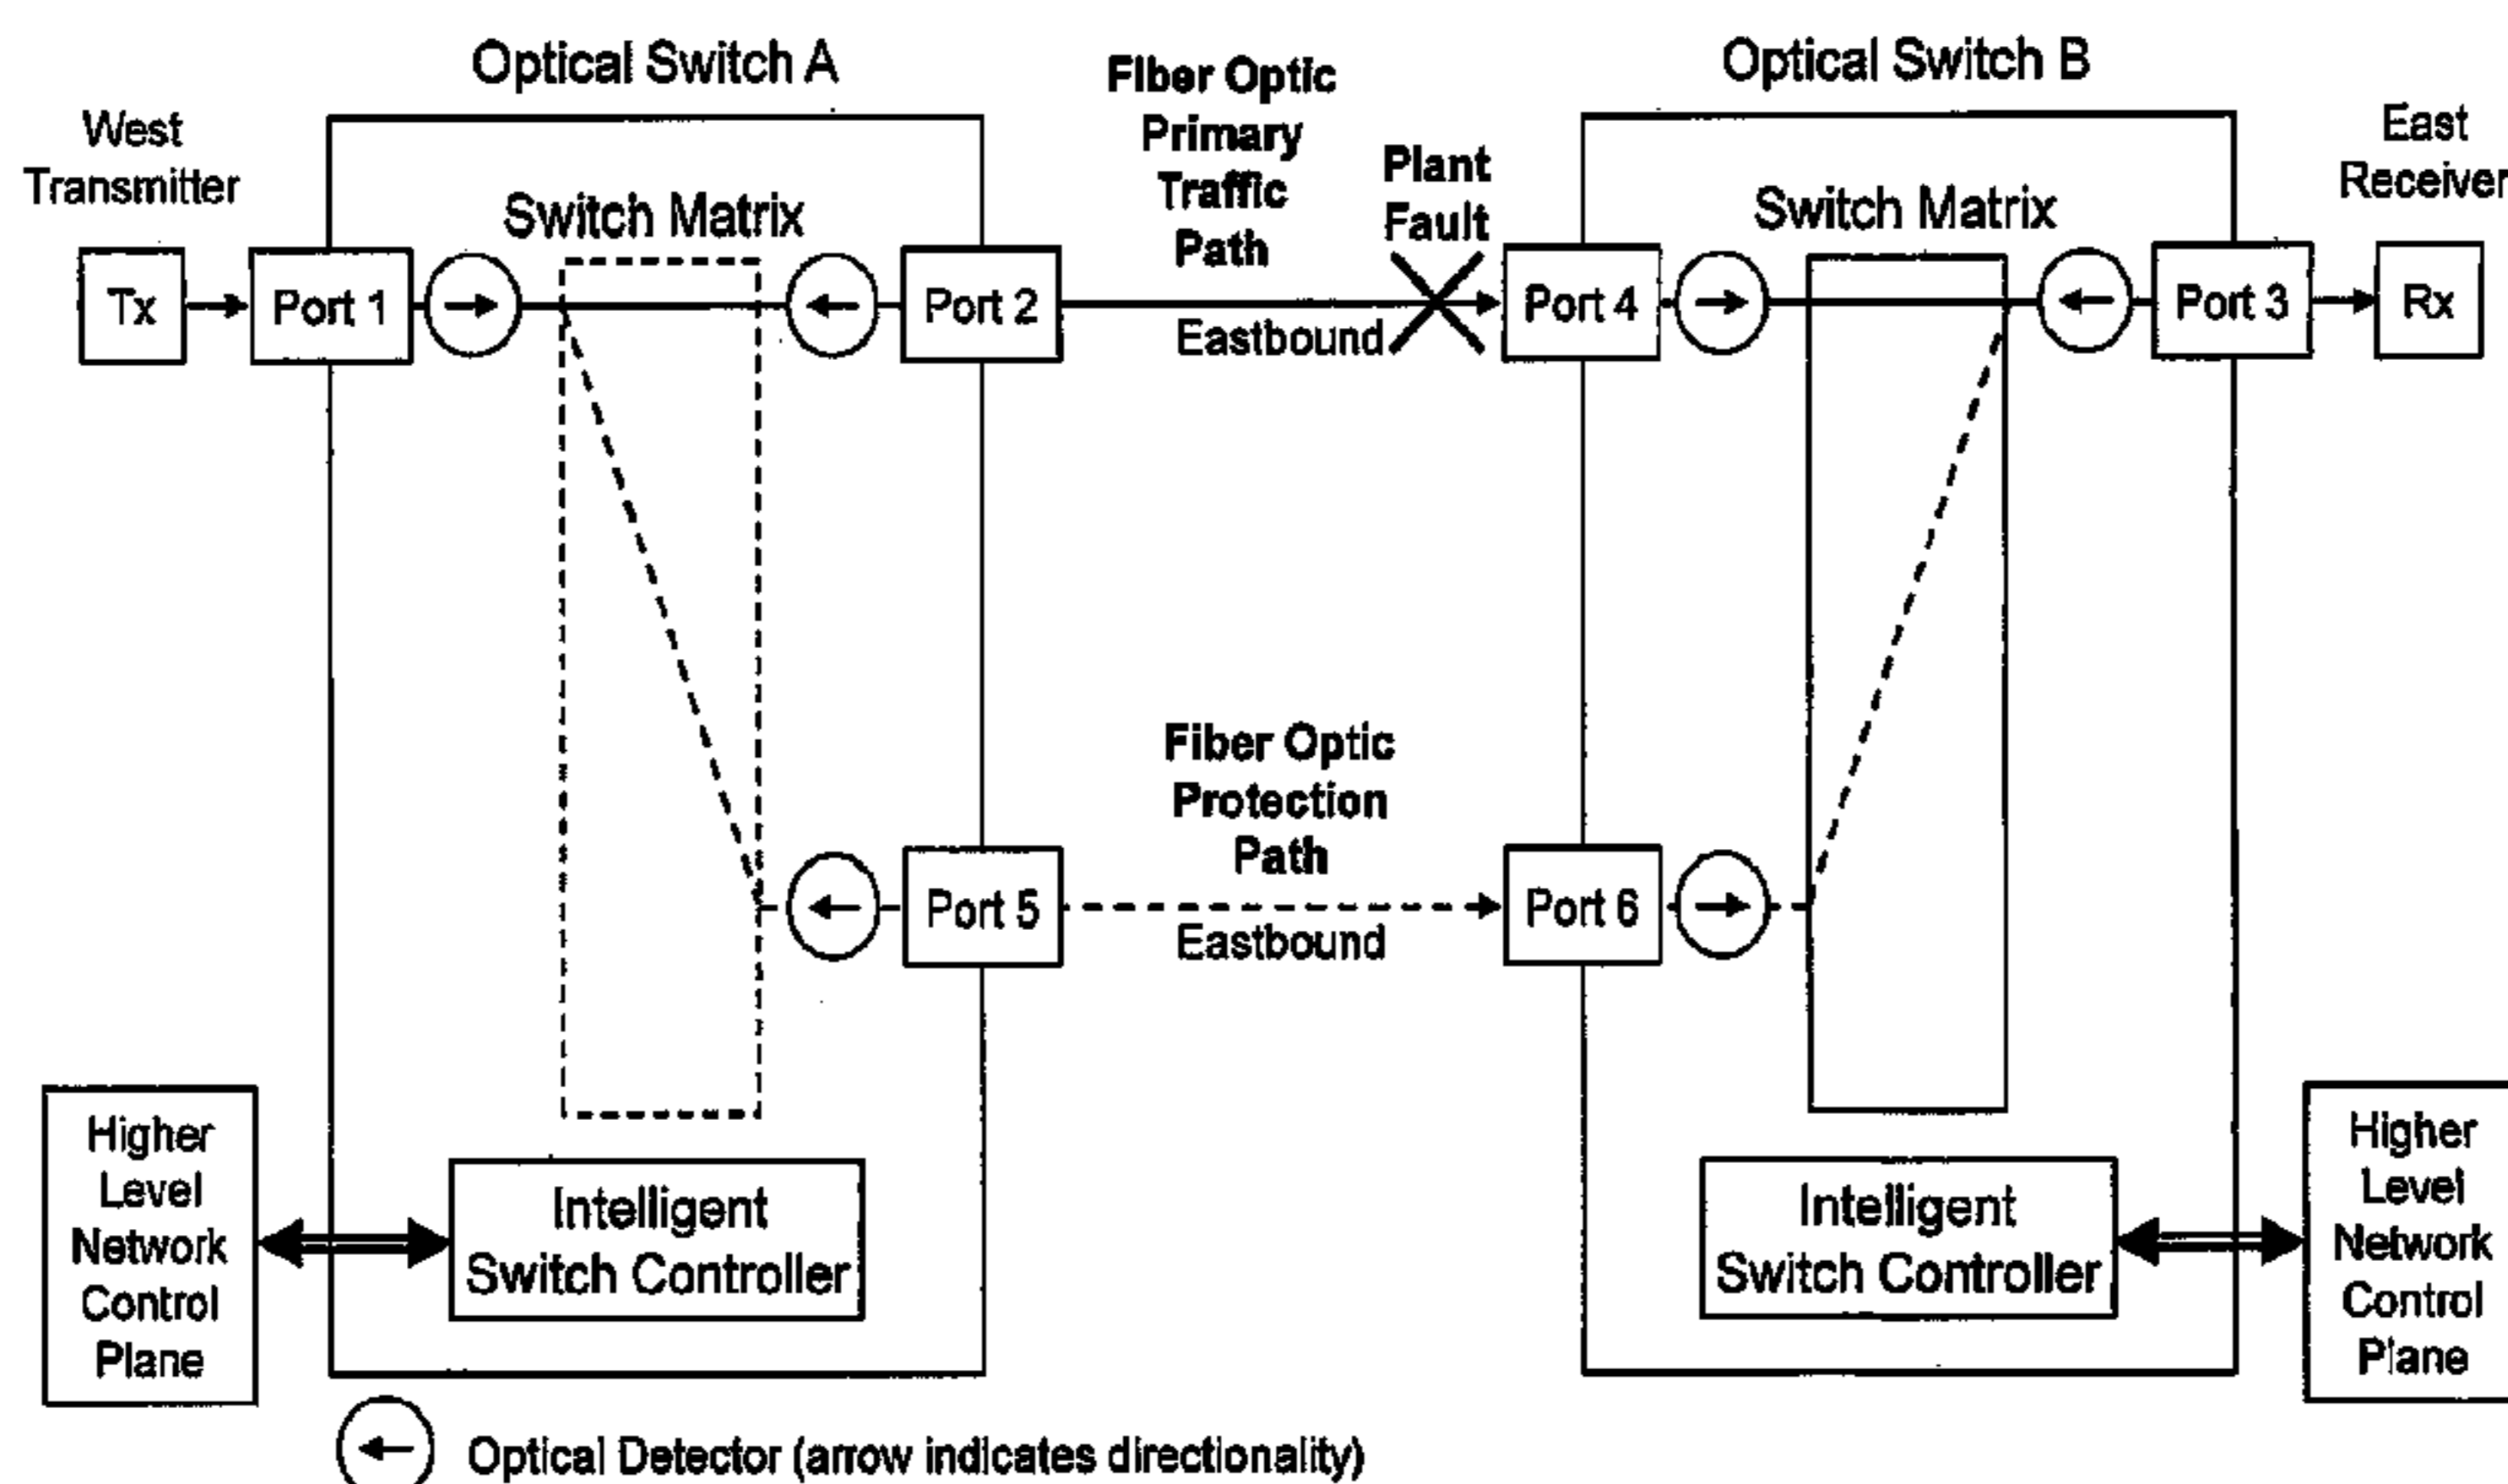 Optical Switch A
Optical Switch B
Fiber Optic
Primary
Traffic
Path
Plant
Fault
West
Transmitter
East
Receiver
Switch Matrix
Switch Matrix
Tx
Port 1
Port 2
Eastbound
Port 4
Port 3
Rx
Fiber Optic
Protection
Path
Port 5
Eastbound
Port 6
Higher
Level
Network
Control
Plane
Intelligent
Switch Controller
Intelligent
Switch Controller
Higher
Level
Network
Control
Plane
Optical Detector (arrow indicates directionality)